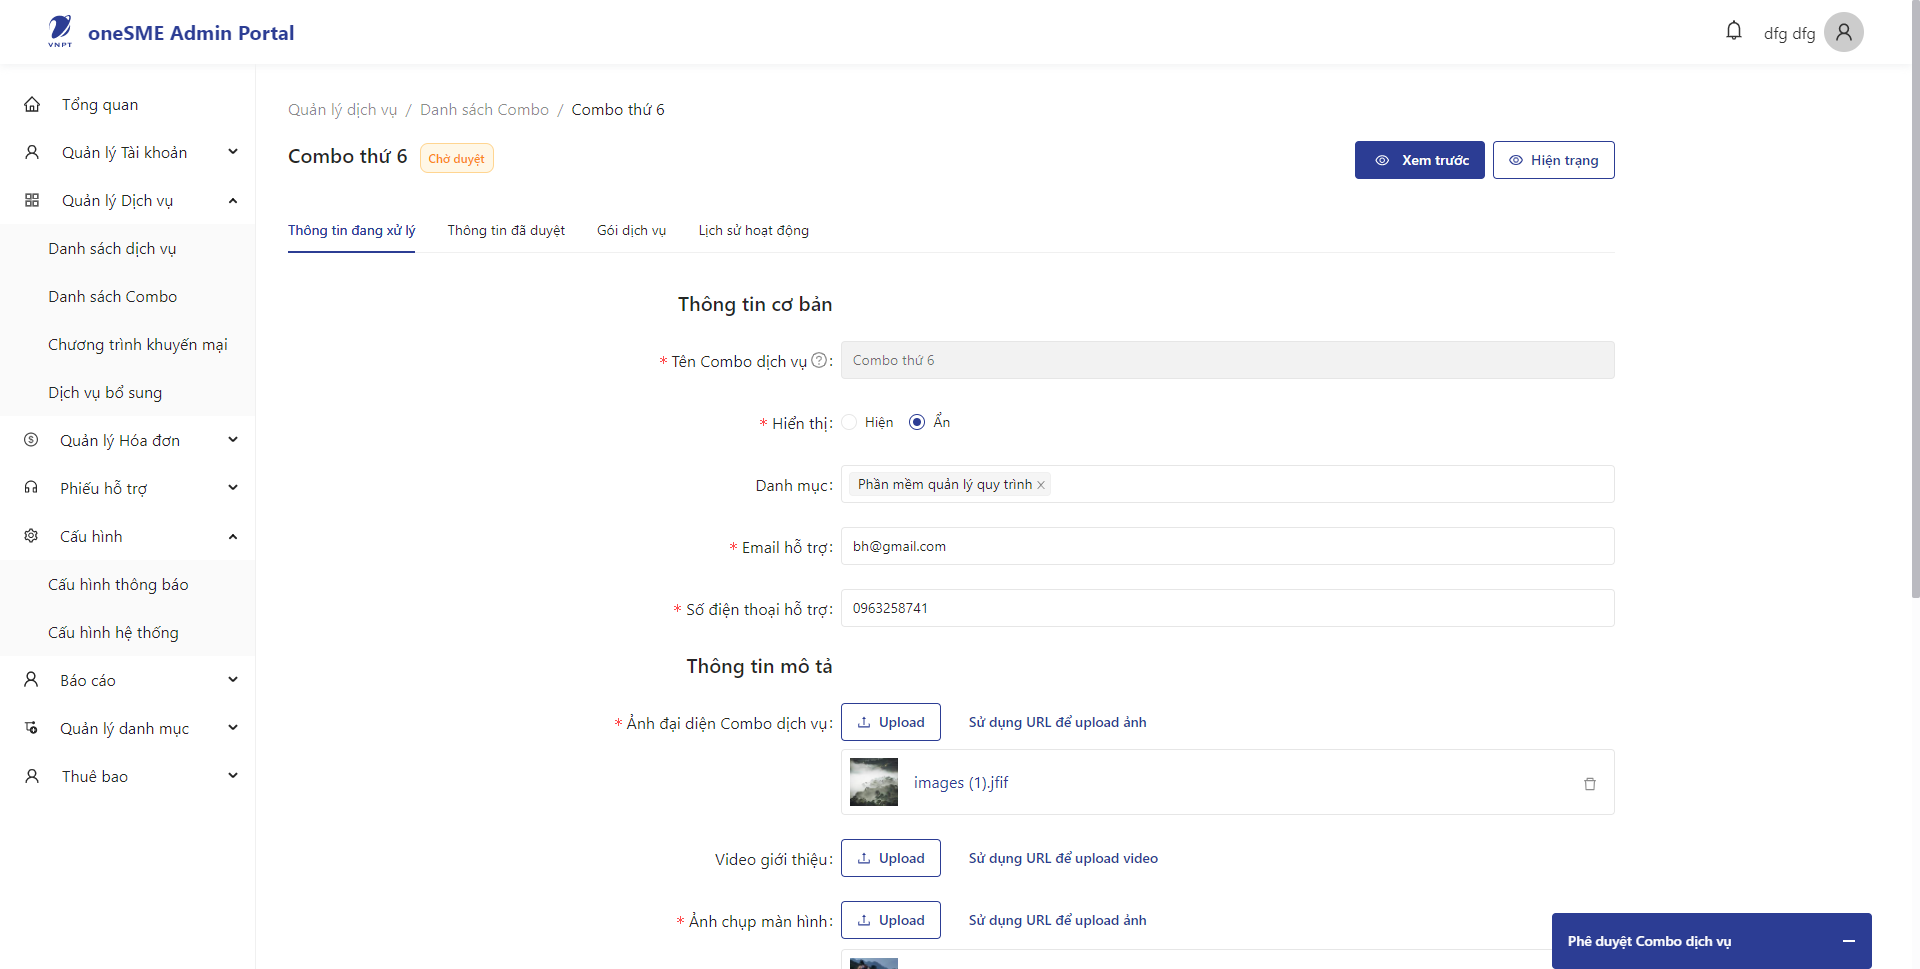 VNPT
oneSME Admin Portal
dfg dfg
Tổng quan
Quản lý Tài khoản
Quản lý Dịch vụ
Danh sách dịch vụ
Danh sách Combo
Chương trình khuyến mại
Dịch vụ bổ sung
Quản lý Hóa đơn
Phiếu hỗ trợ
Cấu hình
Cấu hình thông báo
Cấu hình hệ thống
Báo cáo
Quản lý danh mục
Thuê bao
Quản lý dịch vụ / Danh sách Combo / Combo thứ 6
Combo thứ 6 Chờ duyệt
Xem trước
Hiện trạng
Thông tin đang xử lý
Thông tin đã duyệt
Gói dịch vụ
Lịch sử hoạt động
Thông tin cơ bản
* Tên Combo dịch vụ ? : Combo thứ 6
* Hiển thị: Hiện Ẩn
Danh mục: Phần mềm quản lý quy trình
* Email hỗ trợ: bh@gmail.com
* Số điện thoại hỗ trợ: 0963258741
Thông tin mô tả
* Ảnh đại diện Combo dịch vụ: Upload Sử dụng URL để upload ảnh
images (1).jfif
Video giới thiệu: Upload Sử dụng URL để upload video
* Ảnh chụp màn hình: Upload Sử dụng URL để upload ảnh
Phê duyệt Combo dịch vụ